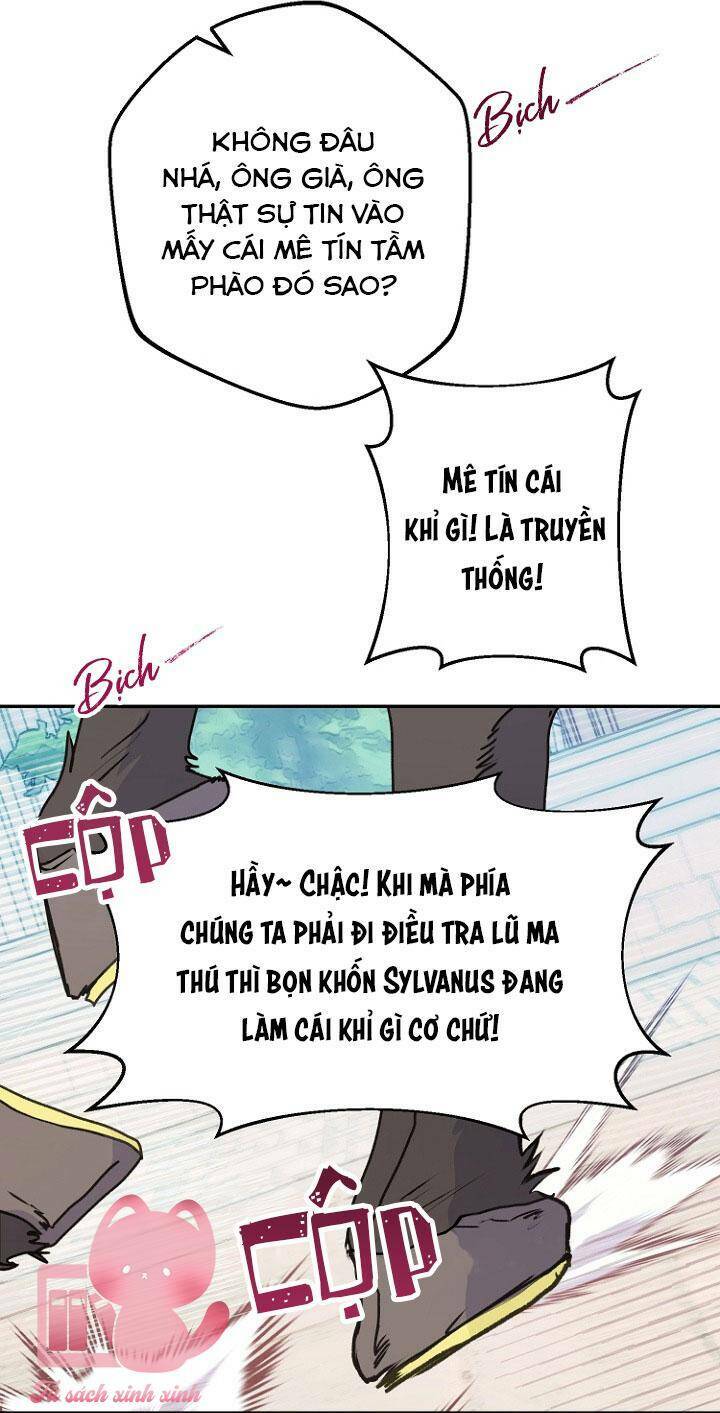 Bịch
KHÔNG ĐÂU
NHÁ, ÔNG GIÀ, ÔNG
THẬT SỰ TIN VÀO
MẤY CÁI MÊ TÍN TẦM
PHÀO ĐÓ SAO?
MÊ TÍN CÁI
KHỈ GÌ! LÀ TRUYỀN
THỐNG!
Bịch
CỘP
HẦY~ CHẬC! KHI MÀ PHÍA
CHÚNG TA PHẢI ĐI ĐIỀU TRA LŨ MA
THÚ THÌ BỌN KHỐN SYLVANUS ĐANG
LÀM CÁI KHỈ GÌ CƠ CHỨ!
CỘP
Tủ sách xinh xinh